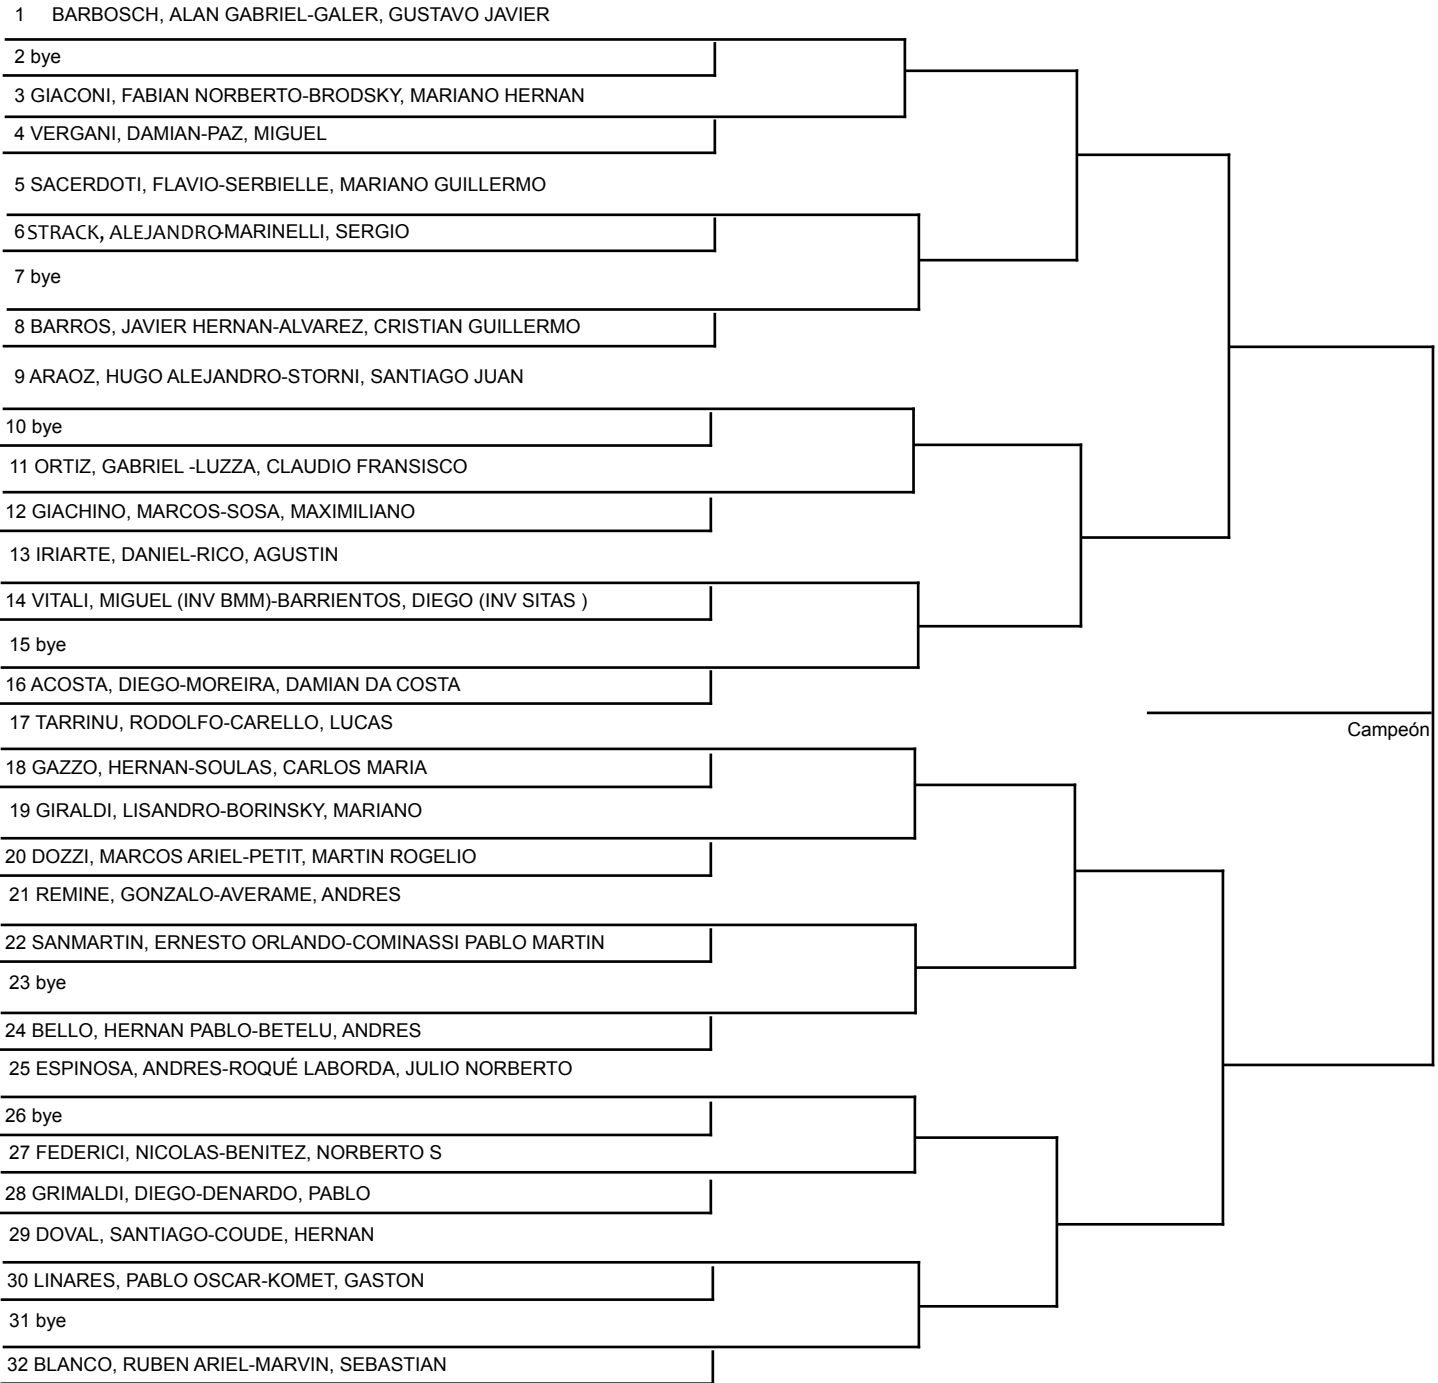 1 BARBOSCH, ALAN GABRIEL-GALER, GUSTAVO JAVIER
2 bye
3 GIACONI, FABIAN NORBERTO-BRODSKY, MARIANO HERNAN
4 VERGANI, DAMIAN-PAZ, MIGUEL
5 SACERDOTI, FLAVIO-SERBIELLE, MARIANO GUILLERMO
6 STRACK, ALEJANDRO-MARINELLI, SERGIO
7 bye
8 BARROS, JAVIER HERNAN-ALVAREZ, CRISTIAN GUILLERMO
9 ARAOZ, HUGO ALEJANDRO-STORNI, SANTIAGO JUAN
10 bye
11 ORTIZ, GABRIEL -LUZZA, CLAUDIO FRANSISCO
12 GIACHINO, MARCOS-SOSA, MAXIMILIANO
13 IRIARTE, DANIEL-RICO, AGUSTIN
14 VITALI, MIGUEL (INV BMM)-BARRIENTOS, DIEGO (INV SITAS )
15 bye
16 ACOSTA, DIEGO-MOREIRA, DAMIAN DA COSTA
17 TARRINU, RODOLFO-CARELLO, LUCAS
Campeón
18 GAZZO, HERNAN-SOULAS, CARLOS MARIA
19 GIRALDI, LISANDRO-BORINSKY, MARIANO
20 DOZZI, MARCOS ARIEL-PETIT, MARTIN ROGELIO
21 REMINE, GONZALO-AVERAME, ANDRES
22 SANMARTIN, ERNESTO ORLANDO-COMINASSI PABLO MARTIN
23 bye
24 BELLO, HERNAN PABLO-BETELU, ANDRES
25 ESPINOSA, ANDRES-ROQUÉ LABORDA, JULIO NORBERTO
26 bye
27 FEDERICI, NICOLAS-BENITEZ, NORBERTO S
28 GRIMALDI, DIEGO-DENARDO, PABLO
29 DOVAL, SANTIAGO-COUDE, HERNAN
30 LINARES, PABLO OSCAR-KOMET, GASTON
31 bye
32 BLANCO, RUBEN ARIEL-MARVIN, SEBASTIAN